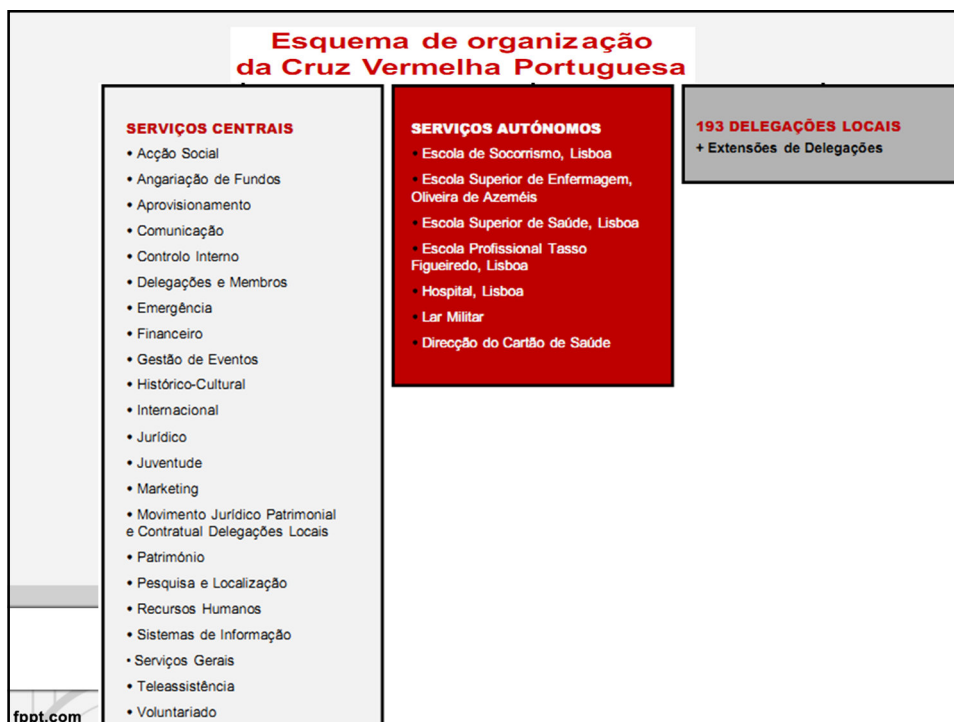 Esquema de organização
da Cruz Vermelha Portuguesa
SERVIÇOS CENTRAIS
• Acção Social
• Angariação de Fundos
• Aprovisionamento
• Comunicação
• Controlo Interno
• Delegações e Membros
• Emergência
• Financeiro
• Gestão de Eventos
• Histórico-Cultural
• Internacional
• Jurídico
• Juventude
• Marketing
• Movimento Jurídico Patrimonial
e Contratual Delegações Locais
• Património
• Pesquisa e Localização
• Recursos Humanos
• Sistemas de Informação
• Serviços Gerais
• Teleassistência
• Voluntariado
SERVIÇOS AUTÓNOMOS
• Escola de Socorrismo, Lisboa
• Escola Superior de Enfermagem,
Oliveira de Azeméis
• Escola Superior de Saúde, Lisboa
• Escola Profissional Tasso
Figueiredo, Lisboa
• Hospital, Lisboa
• Lar Militar
• Direcção do Cartão de Saúde
193 DELEGAÇÕES LOCAIS
+ Extensões de Delegações
fppt.com